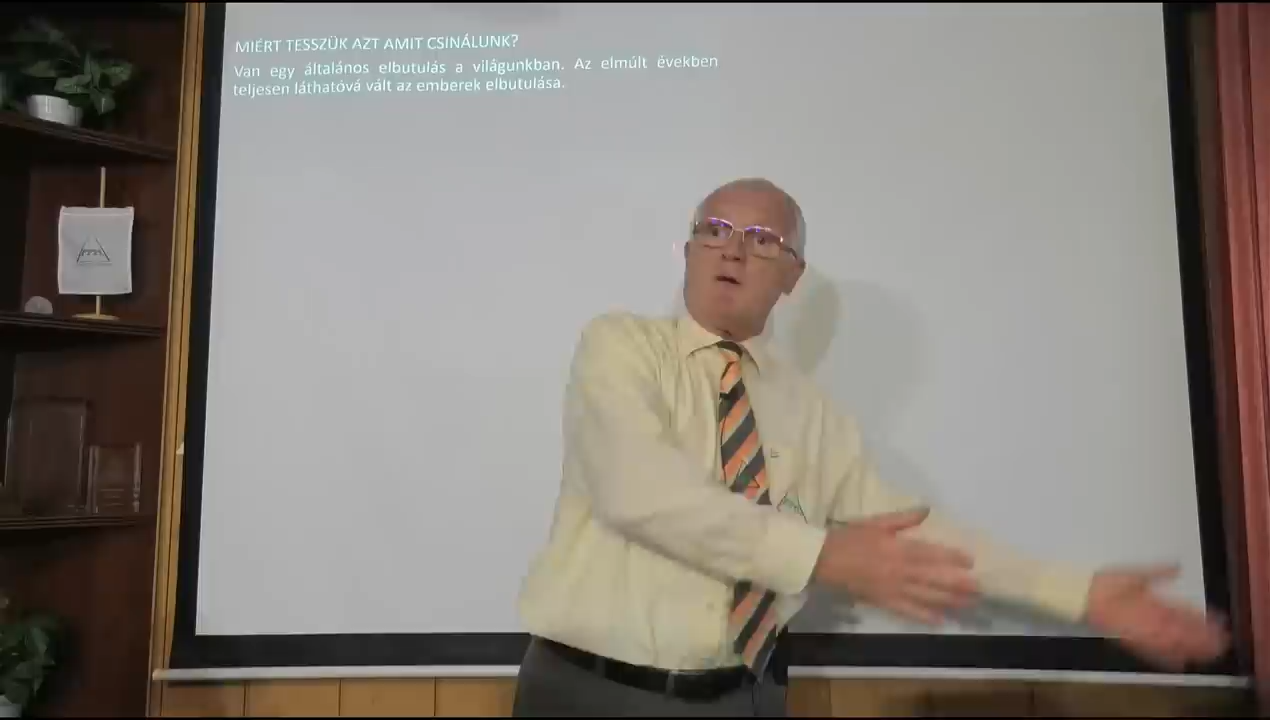 MIÉRT TESSZÜK AZT AMIT CSINÁLUNK?
Van egy általános elbutulás a világunkban. Az elmúlt években
teljesen láthatóvá vált az emberek elbutulása.